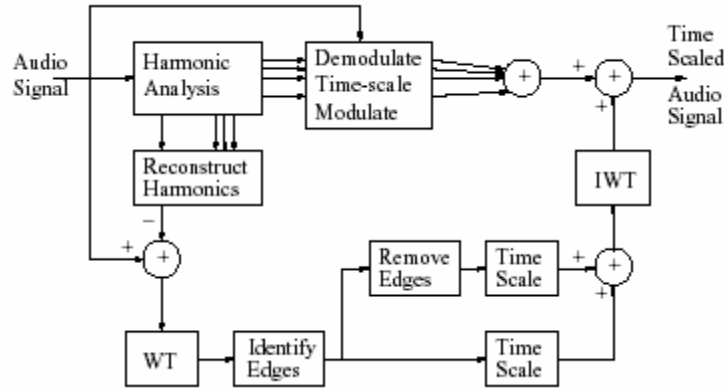 Audio
Signal
Harmonic
Analysis
Demodulate
Time-scale
Modulate
+
+
+
+
Time
Scaled
Audio
Signal
Reconstruct
Harmonics
IWT
−
+
+
Remove
Edges
Time
Scale
+
+
+
WT
Identify
Edges
Time
Scale